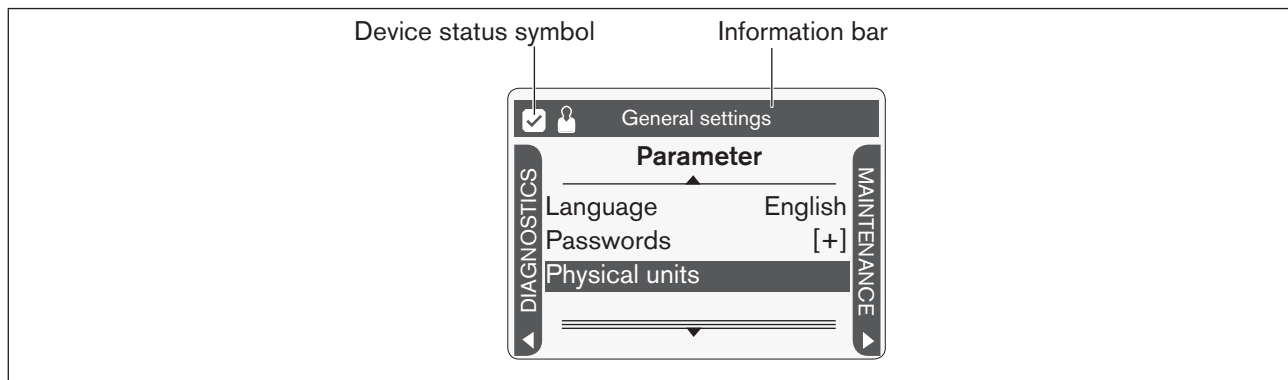 Device status symbol Information bar
General settings
Parameter
DIAGNOSTICS
Language English
Passwords [+]
Physical units
MAINTENANCE